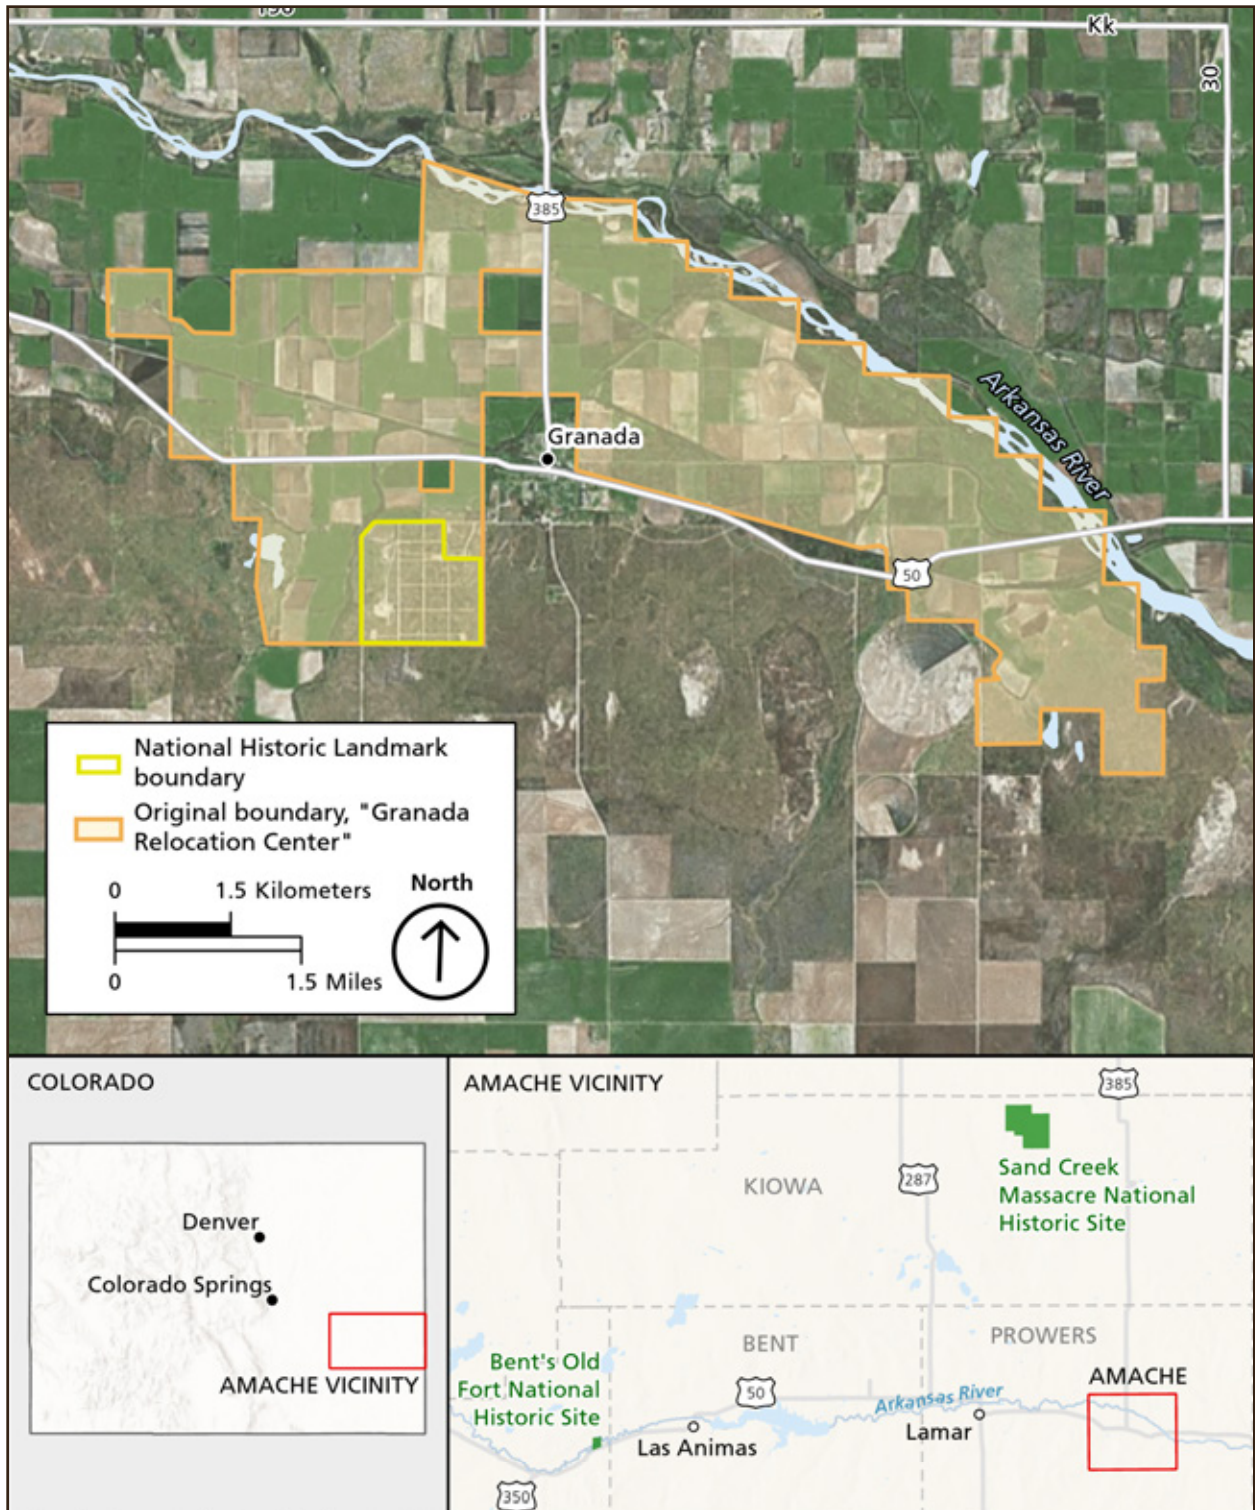 Kk
30
385
Granada
Arkansas River
50
National Historic Landmark
boundary
Original boundary, "Granada
Relocation Center"
0 1.5 Kilometers
North
0 1.5 Miles
COLORADO
Denver
Colorado Springs
AMACHE VICINITY
AMACHE VICINITY
385
KIOWA
287
Sand Creek
Massacre National
Historic Site
BENT
PROWERS
Bent's Old
Fort National
Historic Site
50
Arkansas River
AMACHE
Las Animas
Lamar
350